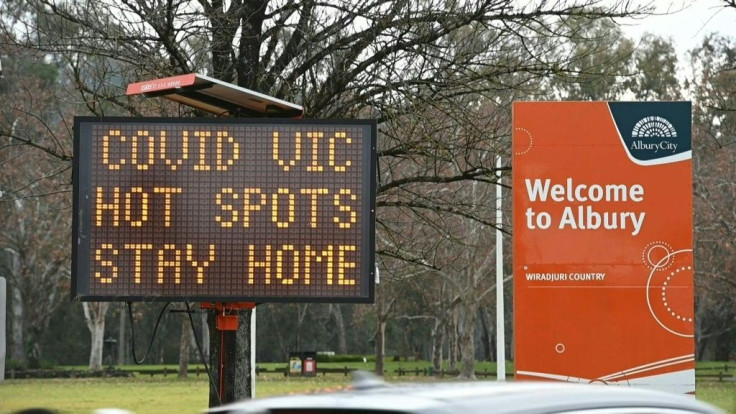 COVID VIC
HOT SPOTS
STAY HOME
AlburyCity
Welcome
to Albury
WIRADJURI COUNTRY